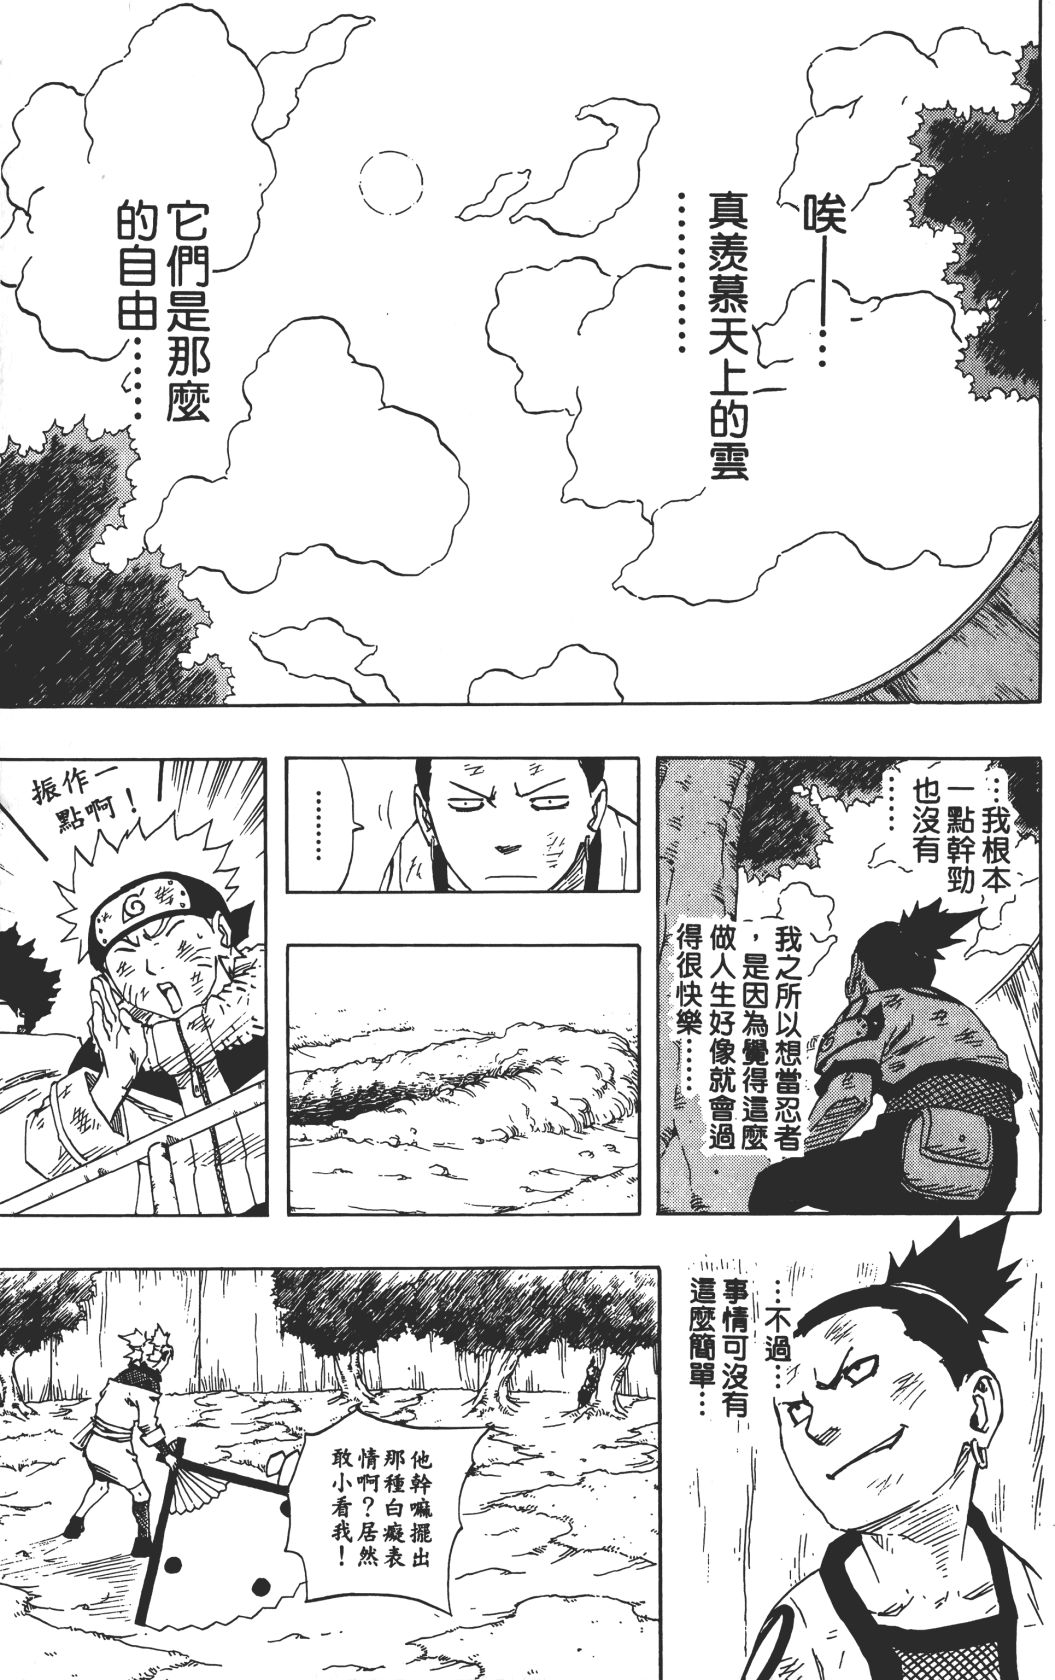 唉——…
真羨慕天上的雲
…………
它們是那麼
的自由……
…我根本
一點幹勁
也沒有
……
我之所以想當忍者
，是因為覺得這麼
做人生好像就會過
得很快樂……
………
振作一
點啊！
…不過…
事情可沒有
這麼簡單…
他幹嘛擺出
那種白癡表
情啊？居然
敢小看我！